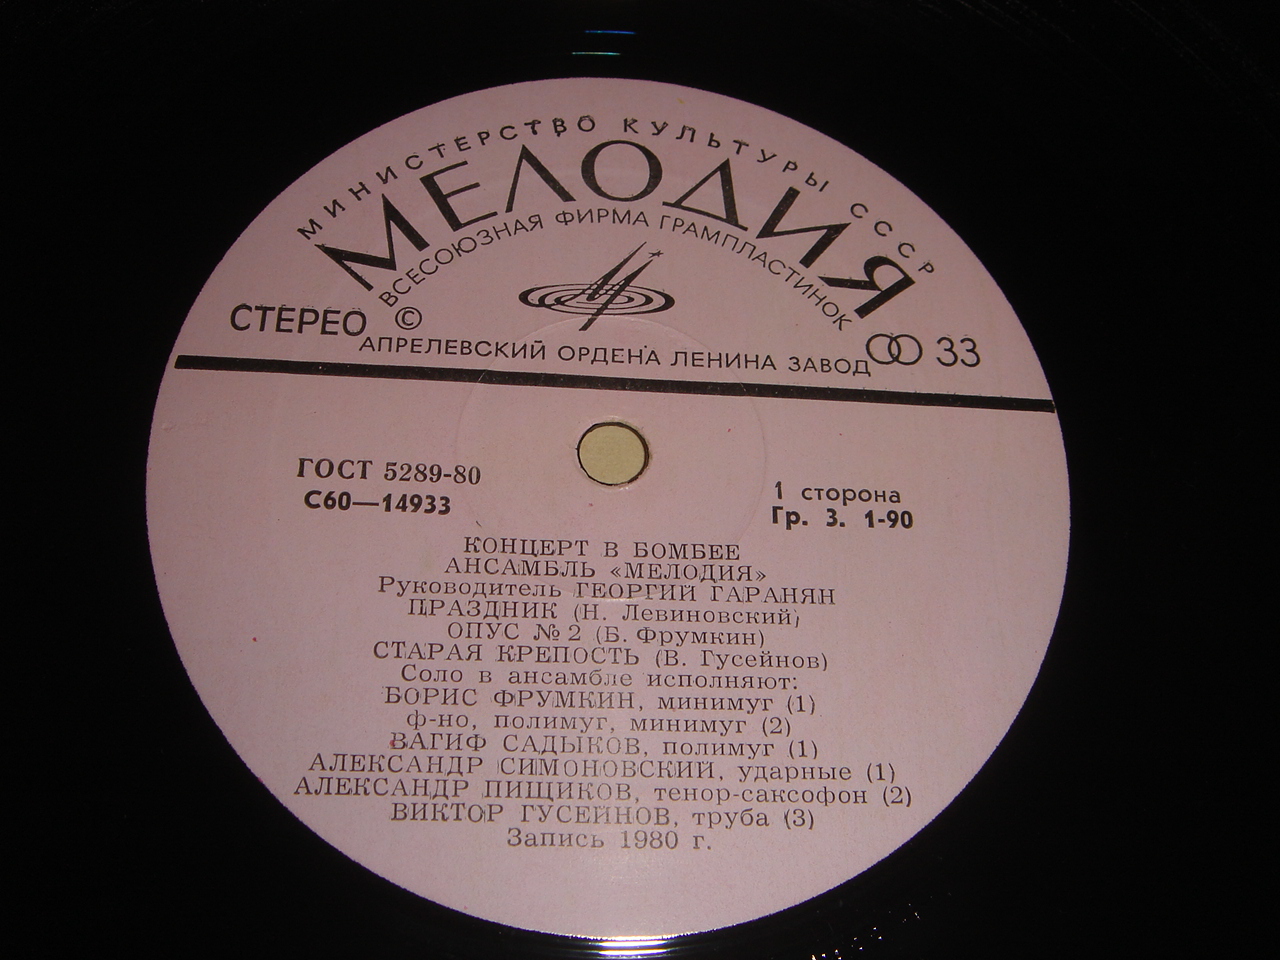 МИНИСТЕРСТВО КУЛЬТУРЫ СССР
МЕЛОДИЯ
ВСЕСОЮЗНАЯ ФИРМА ГРАМПЛАСТИНОК
СТЕРЕО © 33
АПРЕЛЕВСКИЙ ОРДЕНА ЛЕНИНА ЗАВОД
ГОСТ 5289-80
С60—14933
1 сторона
Гр. 3. 1-90
КОНЦЕРТ В БОМБЕЕ
АНСАМБЛЬ «МЕЛОДИЯ»
Руководитель ГЕОРГИЙ ГАРАНЯН
ПРАЗДНИК (Н. Левиновский)
ОПУС № 2 (Б. Фрумкин)
СТАРАЯ КРЕПОСТЬ (В. Гусейнов)
Соло в ансамбле исполняют:
БОРИС ФРУМКИН, минимуг (1)
ф-но, полимуг, минимуг (2)
ВАГИФ САДЫКОВ, полимуг (1)
АЛЕКСАНДР СИМОНОВСКИЙ, ударные (1)
АЛЕКСАНДР ПИЩИКОВ, тенор-саксофон (2)
ВИКТОР ГУСЕЙНОВ, труба (3)
Запись 1980 г.